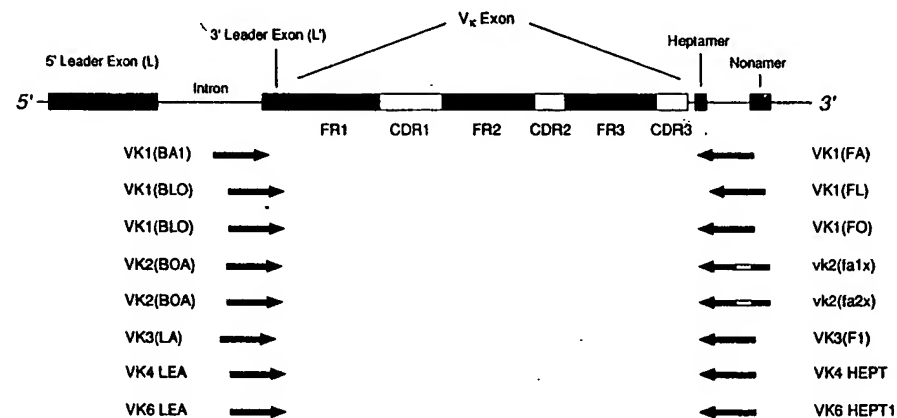 Vκ Exon
3' Leader Exon (L')
Heptamer
5' Leader Exon (L)
Nonamer
Intron
5'
3'
FR1 CDR1 FR2 CDR2 FR3 CDR3
VK1(BA1) VK1(FA)
VK1(BLO) VK1(FL)
VK1(BLO) VK1(FO)
VK2(BOA) vk2(fa1x)
VK2(BOA) vk2(fa2x)
VK3(LA) VK3(F1)
VK4 LEA VK4 HEPT
VK6 LEA VK6 HEPT1